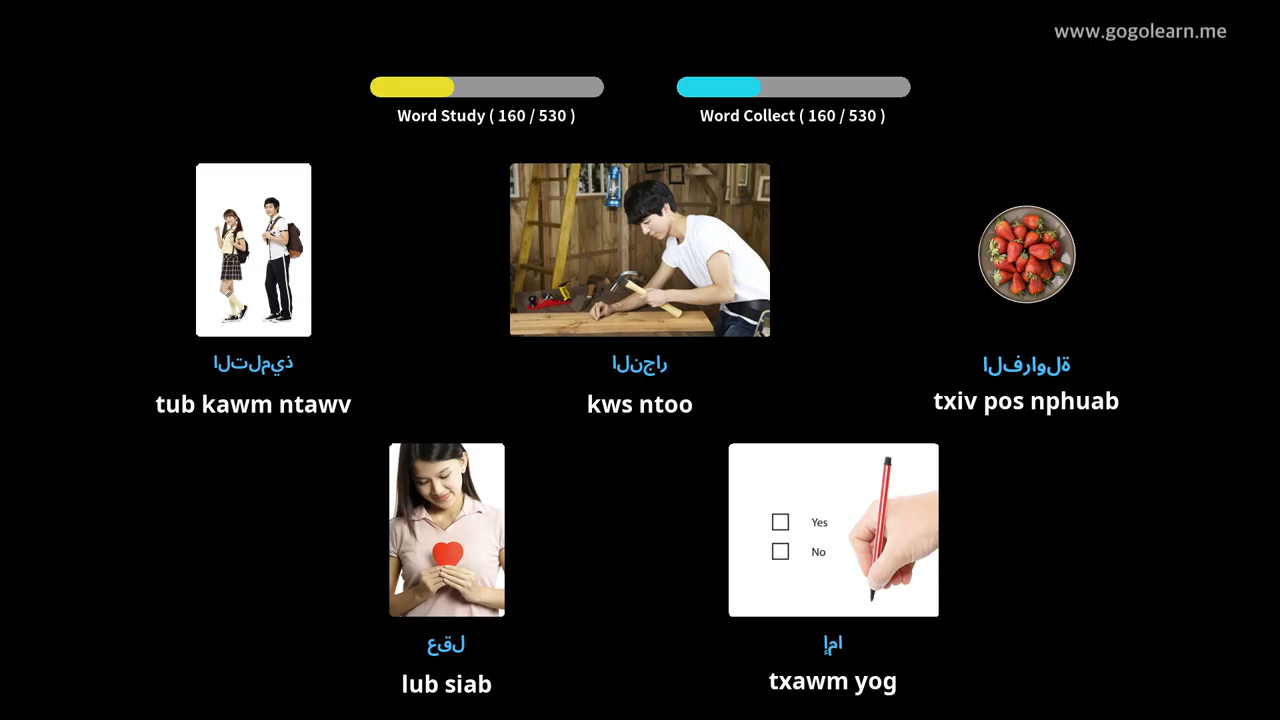 www.gogolearn.me
Word Study ( 160 / 530 )
Word Collect ( 160 / 530 )
التلميذ
tub kawm ntawv
النجار
kws ntoo
الفراولة
txiv pos nphuab
Yes
No
عقل
lub siab
إما
txawm yog